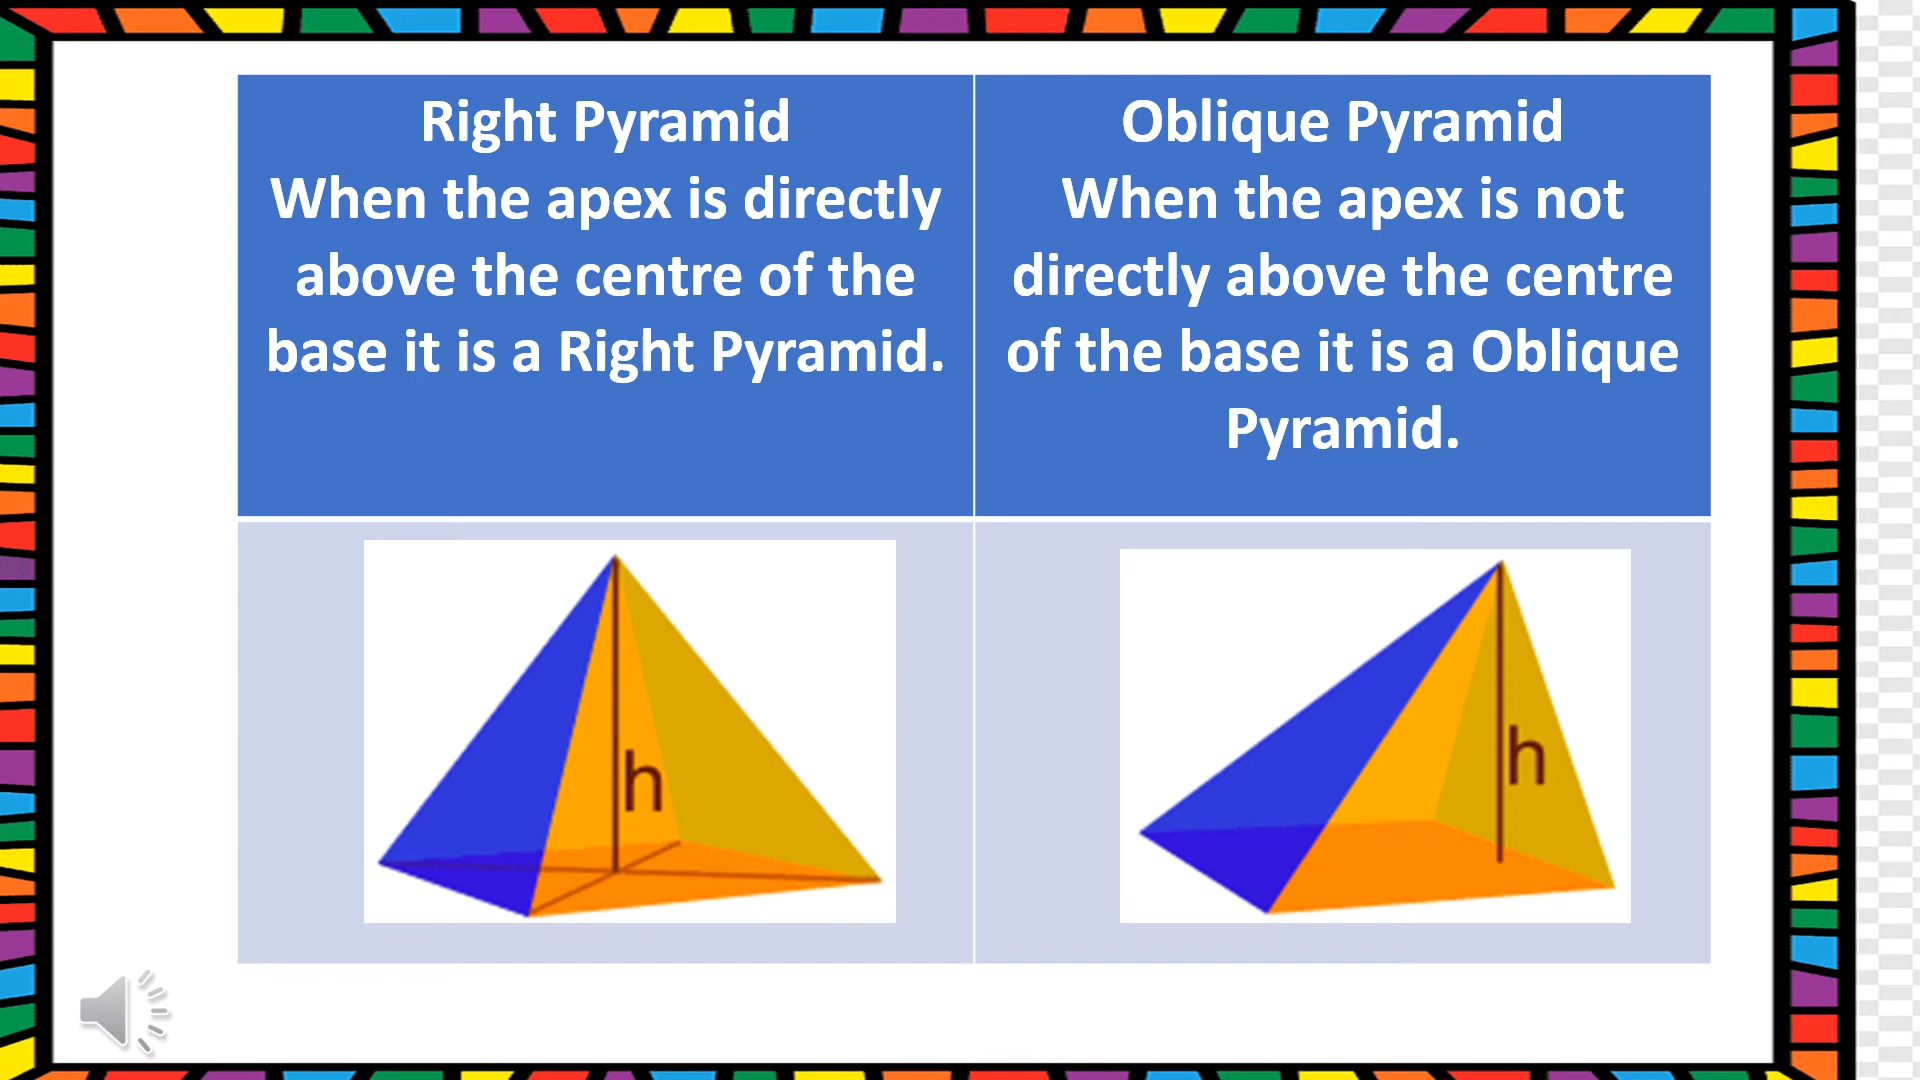 Right Pyramid
When the apex is directly
above the centre of the
base it is a Right Pyramid.
Oblique Pyramid
When the apex is not
directly above the centre
of the base it is a Oblique
Pyramid.
h
h